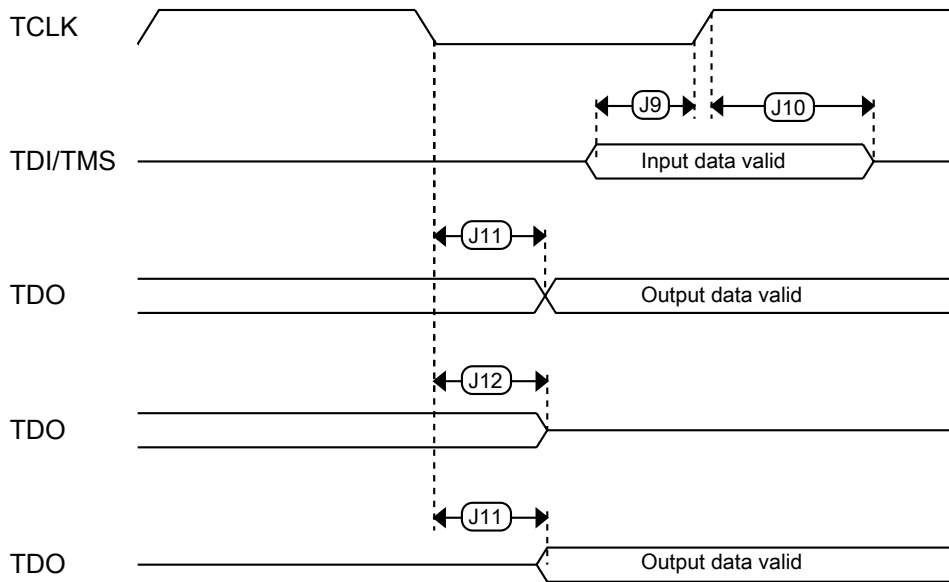 TCLK
J9
J10
TDI/TMS
Input data valid
J11
TDO
Output data valid
J12
TDO
J11
TDO
Output data valid